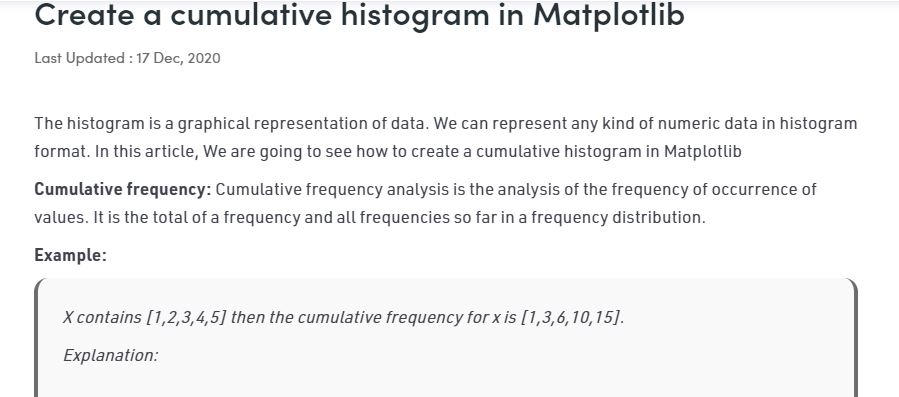 Create a cumulative histogram in Matplotlib
Last Updated : 17 Dec, 2020
The histogram is a graphical representation of data. We can represent any kind of numeric data in histogram
format. In this article, We are going to see how to create a cumulative histogram in Matplotlib
Cumulative frequency: Cumulative frequency analysis is the analysis of the frequency of occurrence of
values. It is the total of a frequency and all frequencies so far in a frequency distribution.
Example:
X contains [1,2,3,4,5] then the cumulative frequency for x is [1,3,6,10,15].
Explanation: